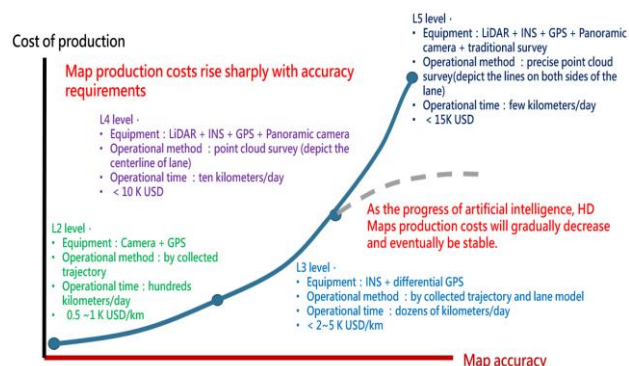 Cost of production
Map production costs rise sharply with accuracy
requirements
L5 level .
• Equipment : LiDAR + INS + GPS + Panoramic
camera + traditional survey
• Operational method : precise point cloud
survey(depict the lines on both sides of the
lane)
• Operational time : few kilometers/day
• < 15K USD
L4 level .
• Equipment : LiDAR + INS + GPS + Panoramic camera
• Operational method : point cloud survey (depict the
centerline of lane)
• Operational time : ten kilometers/day
• < 10 K USD
As the progress of artificial intelligence, HD
Maps production costs will gradually decrease
and eventually be stable.
L2 level .
• Equipment : Camera + GPS
• Operational method : by collected
trajectory
• Operational time : hundreds
kilometers/day
• 0.5 ~1 K USD/km
L3 level .
• Equipment : INS + differential GPS
• Operational method : by collected trajectory and lane model
• Operational time : dozens of kilometers/day
• < 2~5 K USD/km
Map accuracy